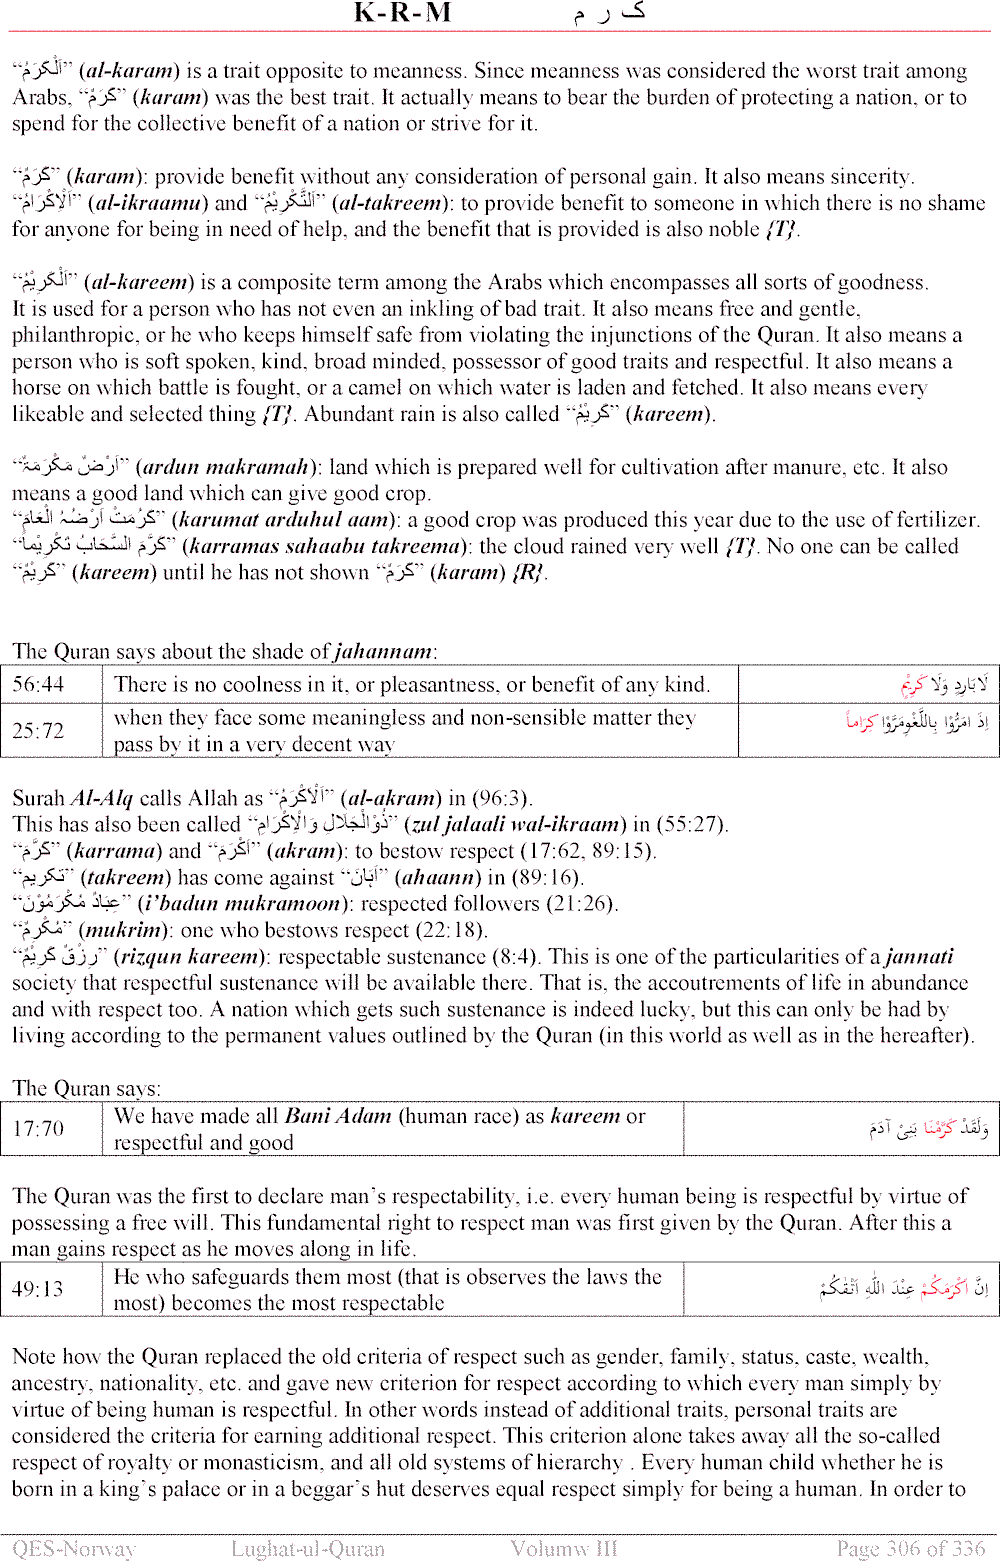 K-R-M ک ر م
“اَلْکَرَمُ” (al-karam) is a trait opposite to meanness. Since meanness was considered the worst trait among
Arabs, “کَرَمٌ” (karam) was the best trait. It actually means to bear the burden of protecting a nation, or to
spend for the collective benefit of a nation or strive for it.
“کَرَمٌ” (karam): provide benefit without any consideration of personal gain. It also means sincerity.
“اَلْاِکْرَامُ” (al-ikraamu) and “اَلتَّکْرِیْمُ” (al-takreem): to provide benefit to someone in which there is no shame
for anyone for being in need of help, and the benefit that is provided is also noble {T}.
“اَلْکَرِیْمُ” (al-kareem) is a composite term among the Arabs which encompasses all sorts of goodness.
It is used for a person who has not even an inkling of bad trait. It also means free and gentle,
philanthropic, or he who keeps himself safe from violating the injunctions of the Quran. It also means a
person who is soft spoken, kind, broad minded, possessor of good traits and respectful. It also means a
horse on which battle is fought, or a camel on which water is laden and fetched. It also means every
likeable and selected thing {T}. Abundant rain is also called “کَرِیْمٌ” (kareem).
“اَرْضٌ مَکْرَمَۃٌ” (ardun makramah): land which is prepared well for cultivation after manure, etc. It also
means a good land which can give good crop.
“کَرُمَتْ اَرْضُہُ الْعَامَ” (karumat arduhul aam): a good crop was produced this year due to the use of fertilizer.
“کَرَّمَ السَّحَابُ تَکْرِیْماً” (karramas sahaabu takreema): the cloud rained very well {T}. No one can be called
“کَرِیْمٌ” (kareem) until he has not shown “کَرَمٌ” (karam) {R}.
The Quran says about the shade of jahannam:
56:44 There is no coolness in it, or pleasantness, or benefit of any kind. لَا بَارِدٍ وَلَا کَرِیْمٍ
25:72 when they face some meaningless and non-sensible matter they
pass by it in a very decent way اِذَ امَرُّوْا بِاللَّغْوِمَرَّوْا کِرَاماً
Surah Al-Alq calls Allah as “اَلْاَکْرَمُ” (al-akram) in (96:3).
This has also been called “ذُوْالْجَلَالِ وَالْاِکْرَامِ” (zul jalaali wal-ikraam) in (55:27).
“کَرَّمَ” (karrama) and “اَکْرَمَ” (akram): to bestow respect (17:62, 89:15).
“تکریم” (takreem) has come against “اَہَانَ” (ahaann) in (89:16).
“عِبَادٌ مُکْرَمُوْنَ” (i’badun mukramoon): respected followers (21:26).
“مُکْرِمٌ” (mukrim): one who bestows respect (22:18).
“رِزْقٌ کَرِیْمٌ” (rizqun kareem): respectable sustenance (8:4). This is one of the particularities of a jannati
society that respectful sustenance will be available there. That is, the accoutrements of life in abundance
and with respect too. A nation which gets such sustenance is indeed lucky, but this can only be had by
living according to the permanent values outlined by the Quran (in this world as well as in the hereafter).
The Quran says:
17:70 We have made all Bani Adam (human race) as kareem or
respectful and good وَلَقَدْ کَرَّمْنَا بَنِیْ آدَمَ
The Quran was the first to declare man’s respectability, i.e. every human being is respectful by virtue of
possessing a free will. This fundamental right to respect man was first given by the Quran. After this a
man gains respect as he moves along in life.
49:13 He who safeguards them most (that is observes the laws the
most) becomes the most respectable اِنَّ اَکْرَمَکُمْ عِنْدَ اللّٰہِ اَتْقٰکُمْ
Note how the Quran replaced the old criteria of respect such as gender, family, status, caste, wealth,
ancestry, nationality, etc. and gave new criterion for respect according to which every man simply by
virtue of being human is respectful. In other words instead of additional traits, personal traits are
considered the criteria for earning additional respect. This criterion alone takes away all the so-called
respect of royalty or monasticism, and all old systems of hierarchy . Every human child whether he is
born in a king’s palace or in a beggar’s hut deserves equal respect simply for being a human. In order to
QES-Norway Lughat-ul-Quran Volumw III Page 306 of 336